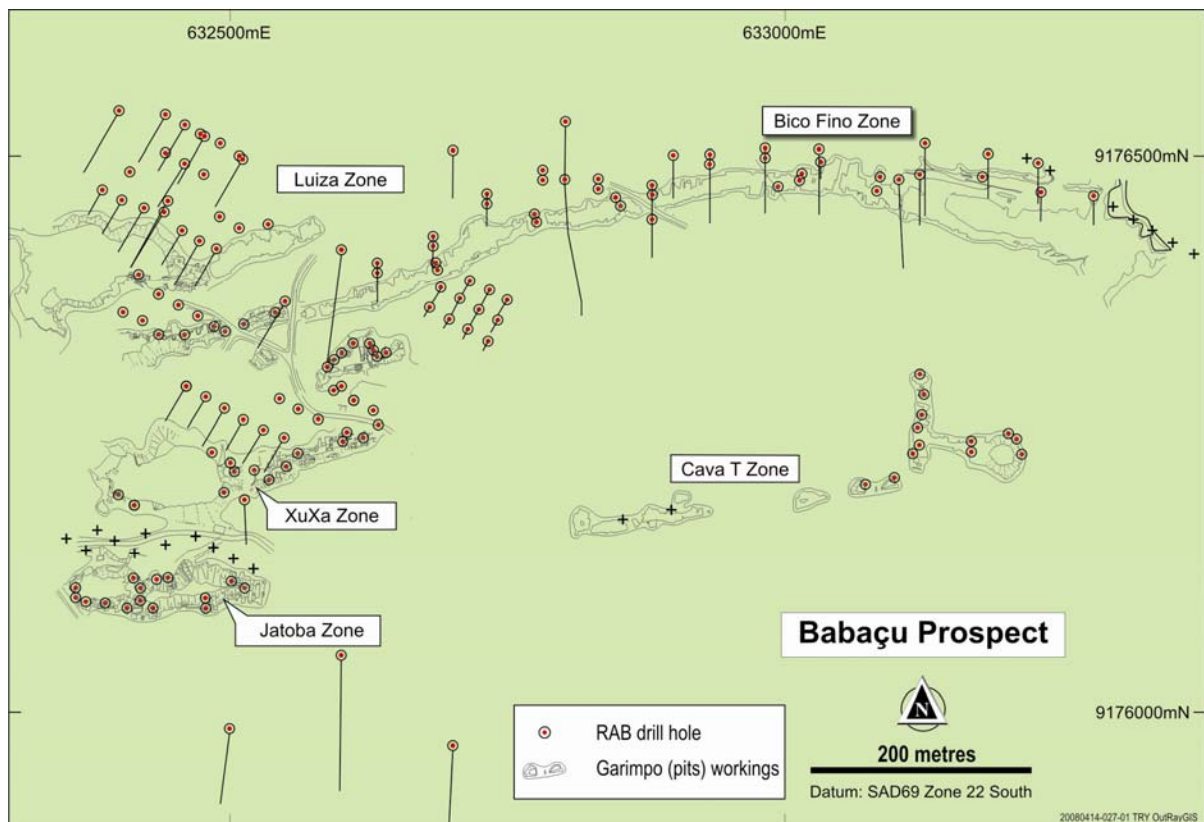 632500mE
633000mE
Bico Fino Zone
9176500mN
Luiza Zone
Cava T Zone
XuXa Zone
Jatoba Zone
Babaçu Prospect
N
9176000mN
RAB drill hole
Garimpo (pits) workings
200 metres
Datum: SAD69 Zone 22 South
20080414-027-01 TRY OutRayGIS